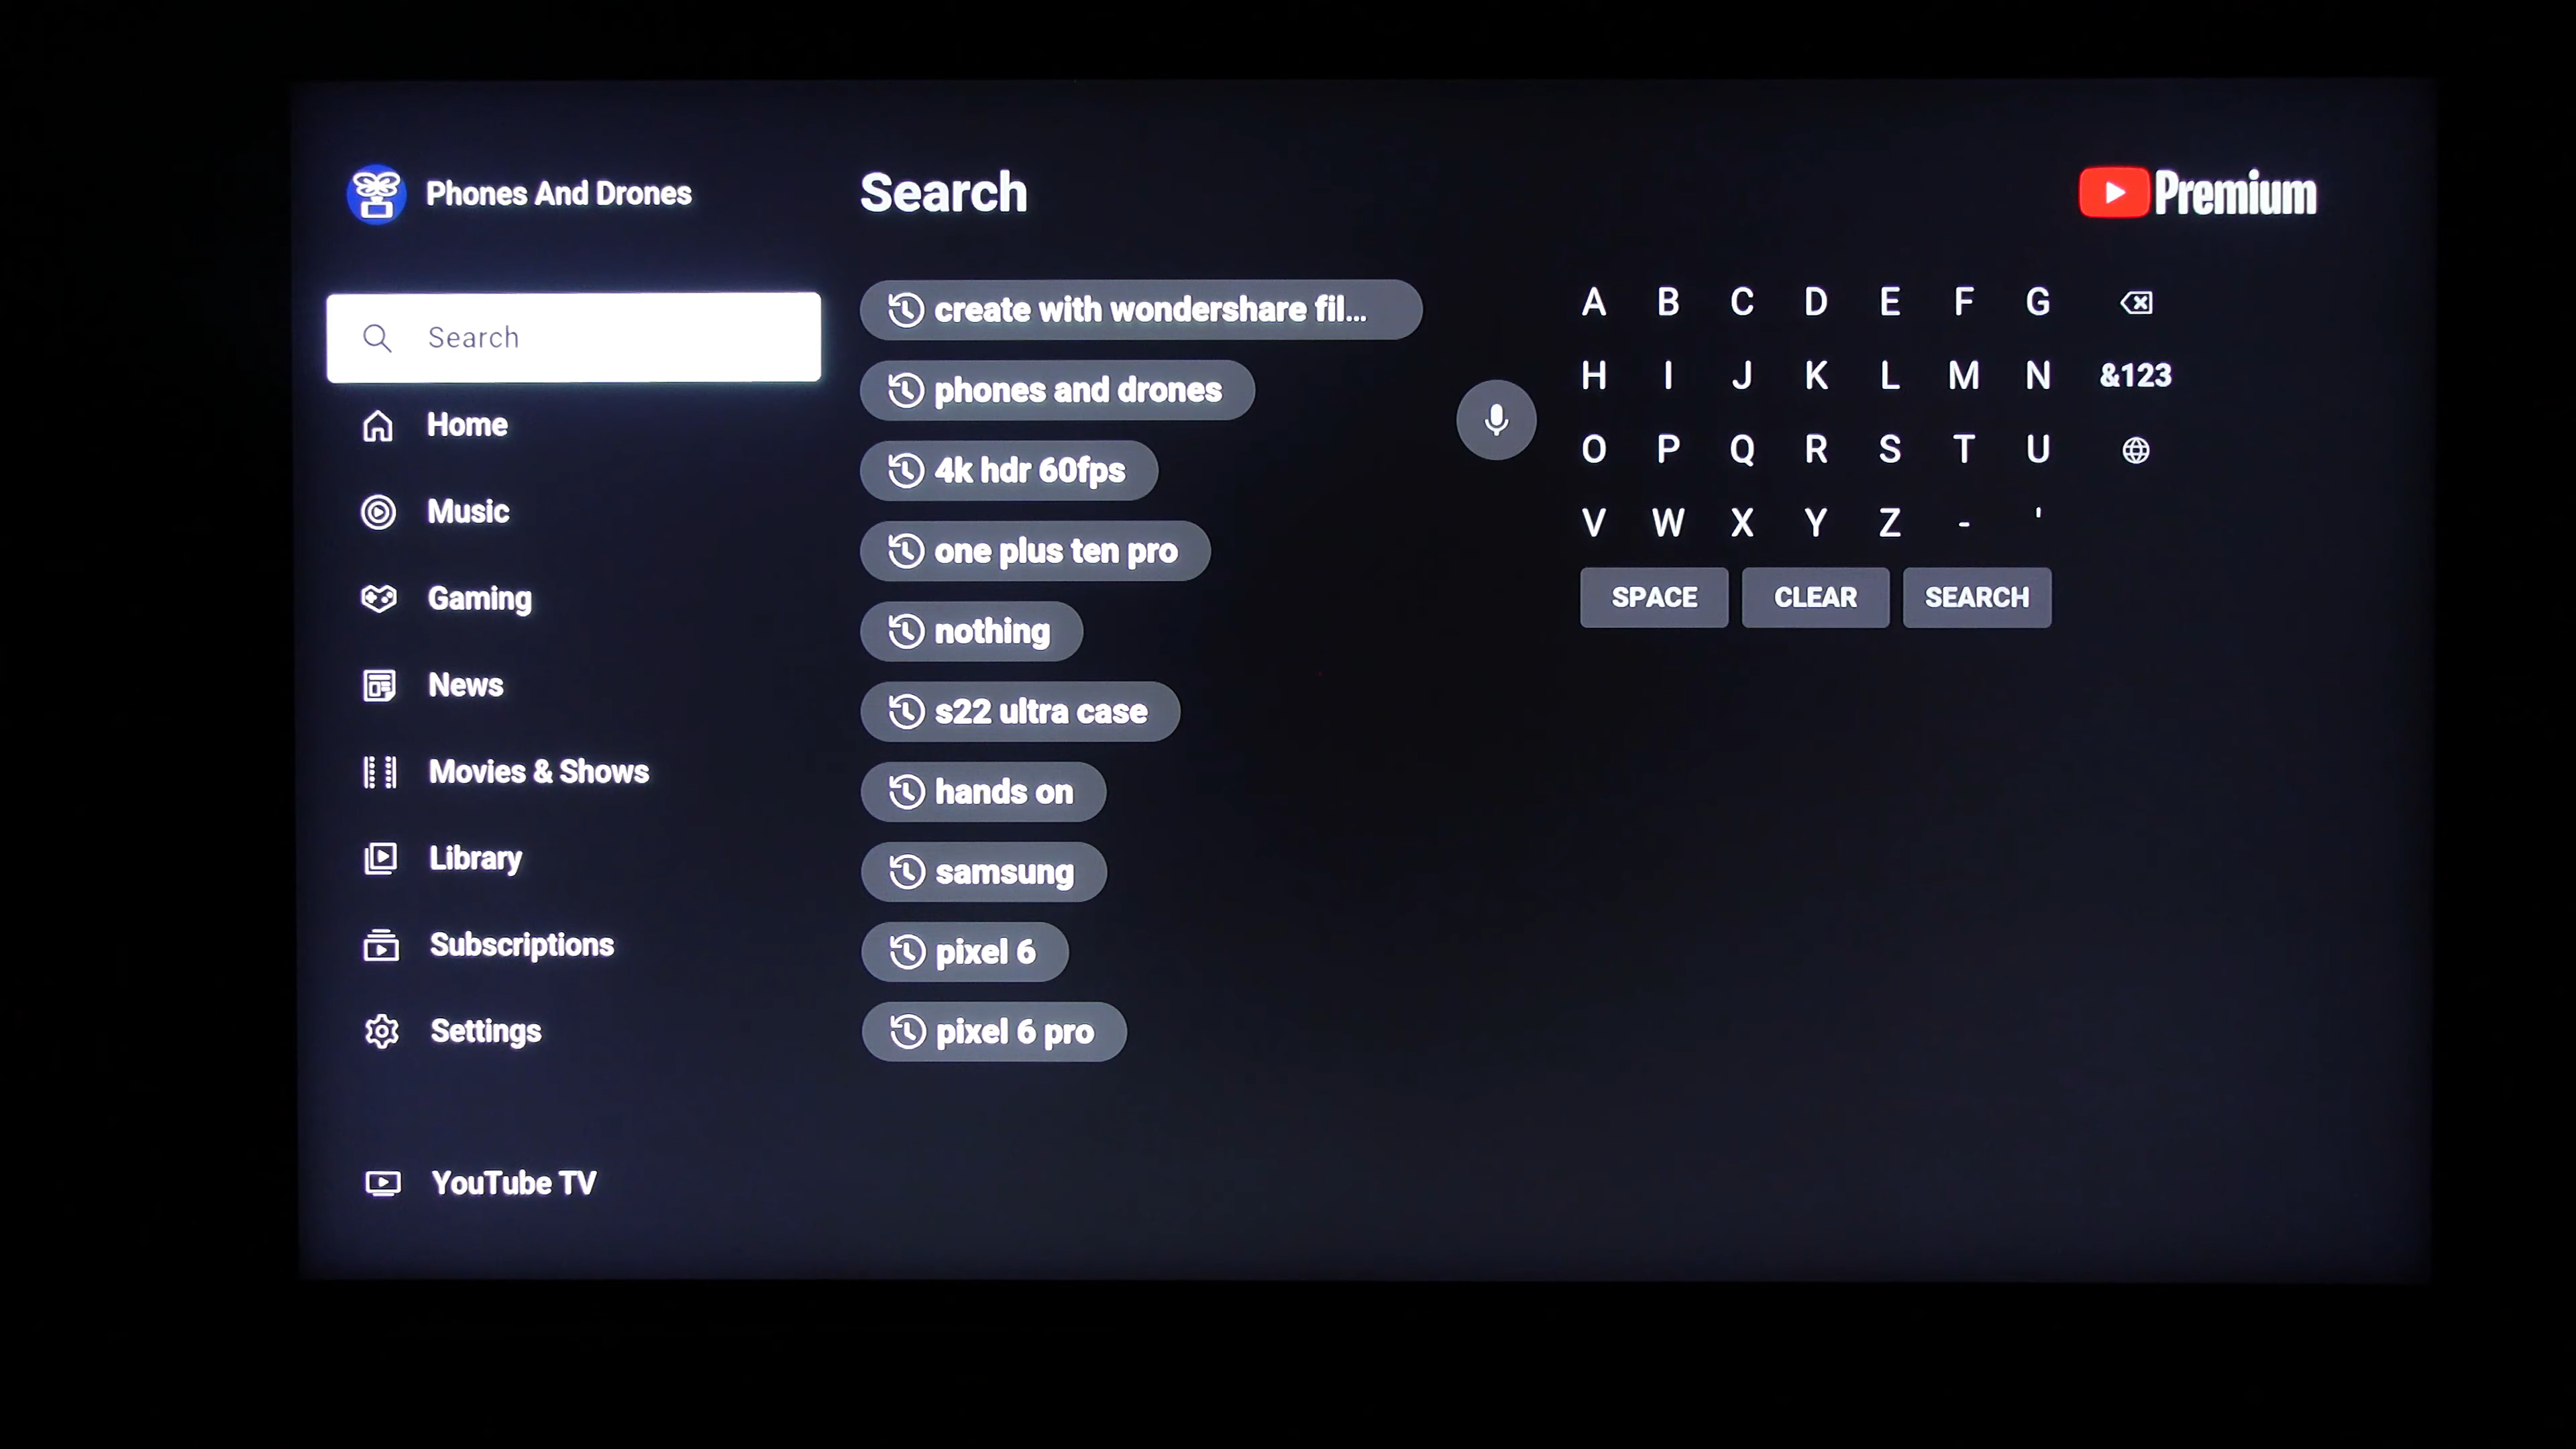 Phones And Drones
Search
Home
Music
Gaming
News
Movies & Shows
Library
Subscriptions
Settings
YouTube TV
Search
create with wondershare fil...
phones and drones
4k hdr 60fps
one plus ten pro
nothing
s22 ultra case
hands on
samsung
pixel 6
pixel 6 pro
Premium
A B C D E F G
H I J K L M N &123
O P Q R S T U
V W X Y Z - '
SPACE CLEAR SEARCH